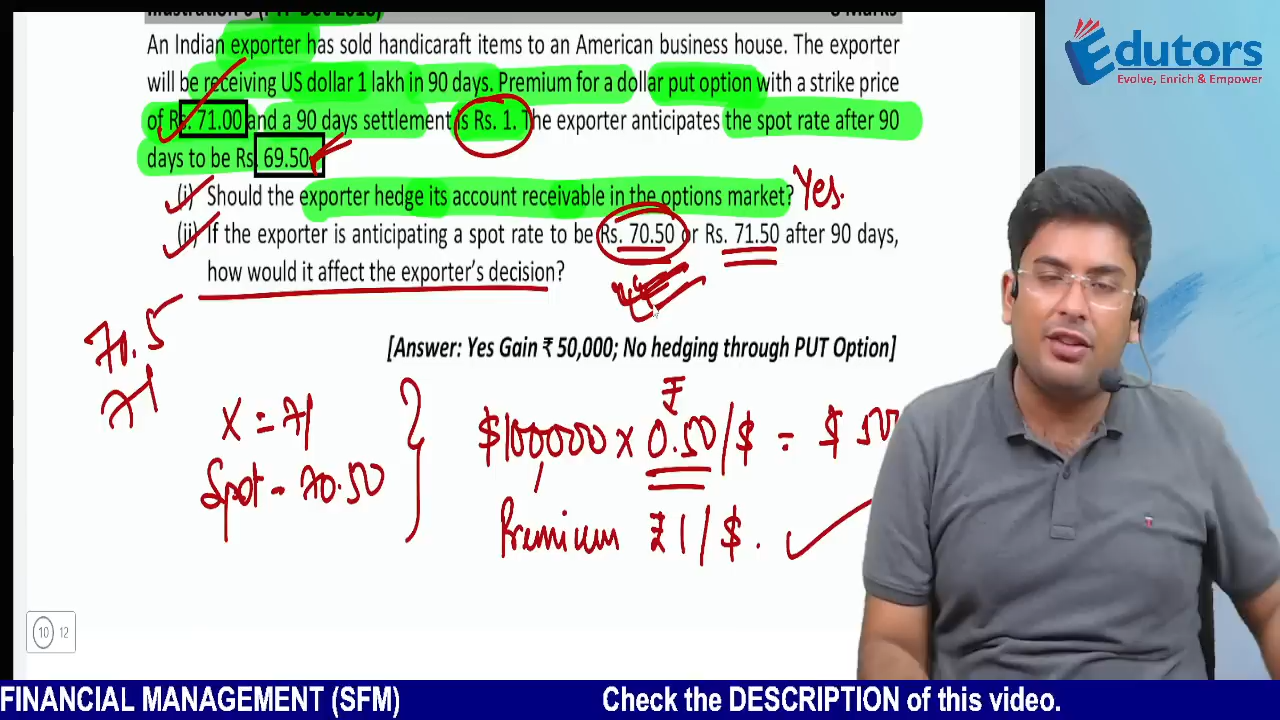 An Indian exporter has sold handicaraft items to an American business house. The exporter
will be receiving US dollar 1 lakh in 90 days. Premium for a dollar put option with a strike price
of Rs. 71.00 and a 90 days settlement is Rs. 1. The exporter anticipates the spot rate after 90
days to be Rs. 69.50
(i) Should the exporter hedge its account receivable in the options market? Yes.
(ii) If the exporter is anticipating a spot rate to be Rs. 70.50 or Rs. 71.50 after 90 days,
how would it affect the exporter's decision?
[Answer: Yes Gain ₹ 50,000; No hedging through PUT Option]
70.5
71
X = 71
Spot - 70.50
₹
$100,000 x 0.50/$ = $
Premium ₹1/$.
10 12
Edutors
Evolve, Enrich & Empower
FINANCIAL MANAGEMENT (SFM) Check the DESCRIPTION of this video.